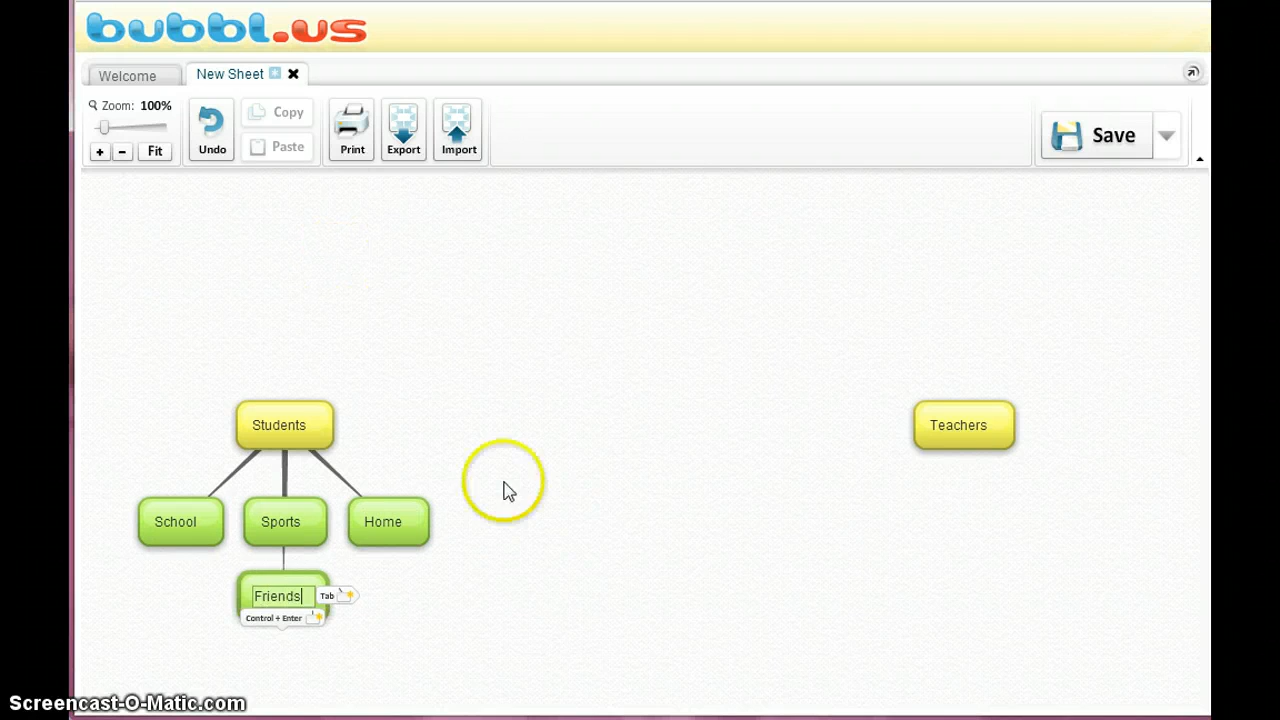 bubbl.us
Welcome
New Sheet
Zoom: 100%
+ - Fit
Undo
Copy
Paste
Print
Export
Import
Save
Students
Teachers
School
Sports
Home
Friends
Tab
Control + Enter
Screencast-O-Matic.com